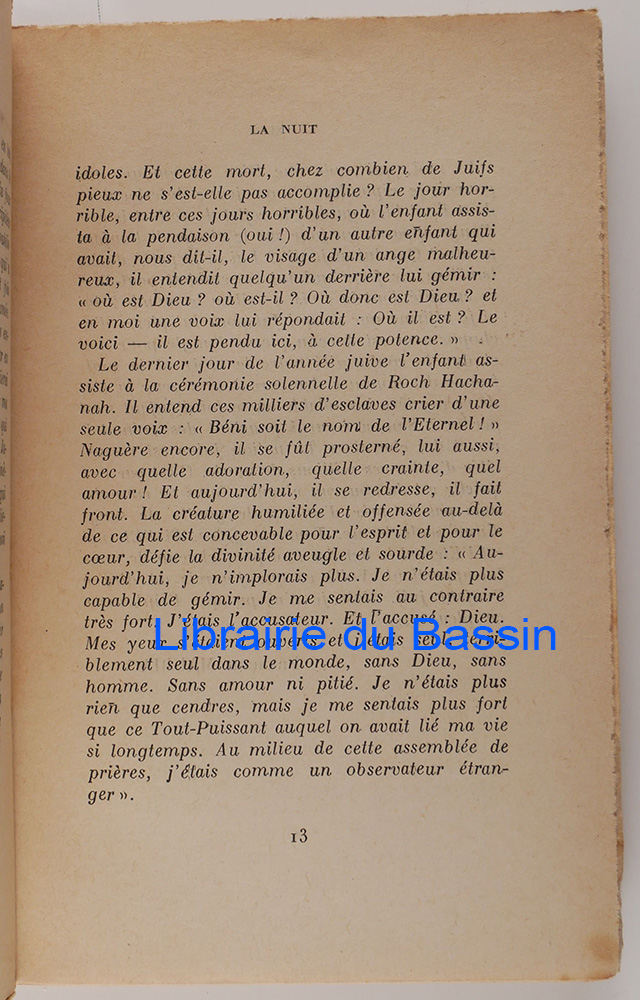 LA NUIT
idoles. Et cette mort, chez combien de Juifs
pieux ne s'est-elle pas accomplie ? Le jour hor-
rible, entre ces jours horribles, où l'enfant assis-
ta à la pendaison (oui !) d'un autre enfant qui
avait, nous dit-il, le visage d'un ange malheu-
reux, il entendit quelqu'un derrière lui gémir :
« où est Dieu ? où est-il ? Où donc est Dieu ? et
en moi une voix lui répondait : Où il est ? Le
voici — il est pendu ici, à cette potence. »
Le dernier jour de l'année juive l'enfant as-
siste à la cérémonie solennelle de Roch Hacha-
nah. Il entend ces milliers d'esclaves crier d'une
seule voix : « Béni soit le nom de l'Eternel ! »
Naguère encore, il se fût prosterné, lui aussi,
avec quelle adoration, quelle crainte, quel
amour ! Et aujourd'hui, il se redresse, il fait
front. La créature humiliée et offensée au-delà
de ce qui est concevable pour l'esprit et pour le
cœur, défie la divinité aveugle et sourde : « Au-
jourd'hui, je n'implorais plus. Je n'étais plus
capable de gémir. Je me sentais au contraire
très fort. J'étais l'accusateur. Et l'accusé : Dieu.
Librairie du Bassin
Mes yeux s'étaient ouverts et j'étais seul, terri-
blement seul dans le monde, sans Dieu, sans
homme. Sans amour ni pitié. Je n'étais plus
rien que cendres, mais je me sentais plus fort
que ce Tout-Puissant auquel on avait lié ma vie
si longtemps. Au milieu de cette assemblée de
prières, j'étais comme un observateur étran-
ger ».
13